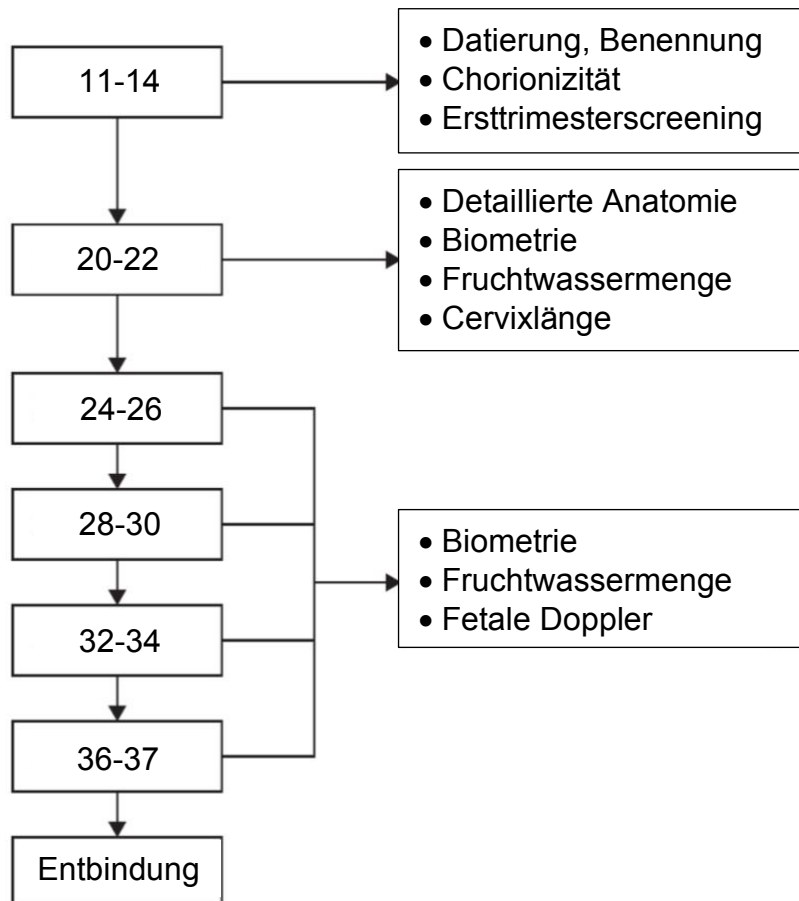 11-14
• Datierung, Benennung
• Chorionizität
• Ersttrimesterscreening
20-22
• Detaillierte Anatomie
• Biometrie
• Fruchtwassermenge
• Cervixlänge
24-26
28-30
32-34
36-37
• Biometrie
• Fruchtwassermenge
• Fetale Doppler
Entbindung